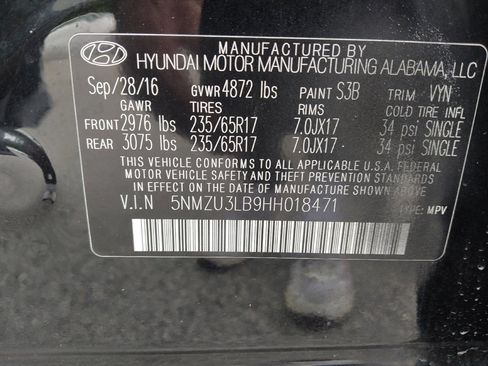 MANUFACTURED BY
HYUNDAI MOTOR MANUFACTURING ALABAMA, LLC
Sep/28/16 GVWR 4872 lbs PAINT S3B TRIM VYN
GAWR TIRES RIMS COLD TIRE INFL
FRONT 2976 lbs 235/65R17 7.0JX17 34 psi SINGLE
REAR 3075 lbs 235/65R17 7.0JX17 34 psi SINGLE
THIS VEHICLE CONFORMS TO ALL APPLICABLE U.S.A. FEDERAL
MOTOR VEHICLE SAFETY AND THEFT PREVENTION STANDARDS
IN EFFECT ON THE DATE OF MANUFACTURE SHOWN ABOVE.
V.I.N 5NMZU3LB9HH018471 TYPE: MPV